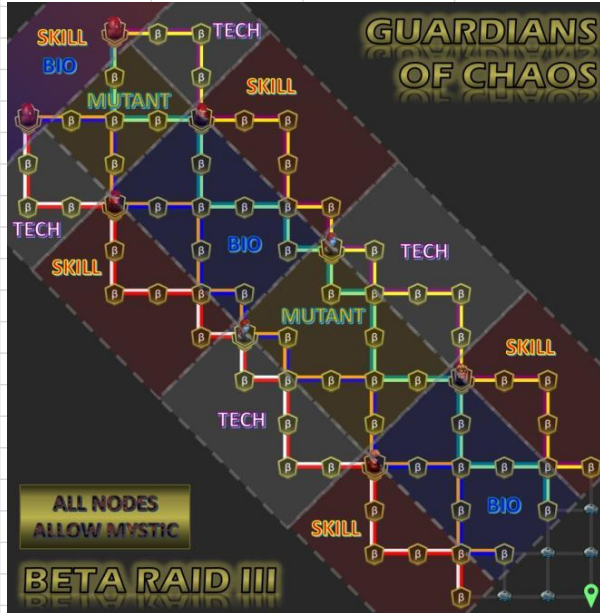 GUARDIANS
OF CHAOS
SKILL
BIO
TECH
MUTANT
SKILL
TECH
SKILL
BIO
TECH
MUTANT
SKILL
TECH
BIO
SKILL
ALL NODES
ALLOW MYSTIC
BETA RAID III